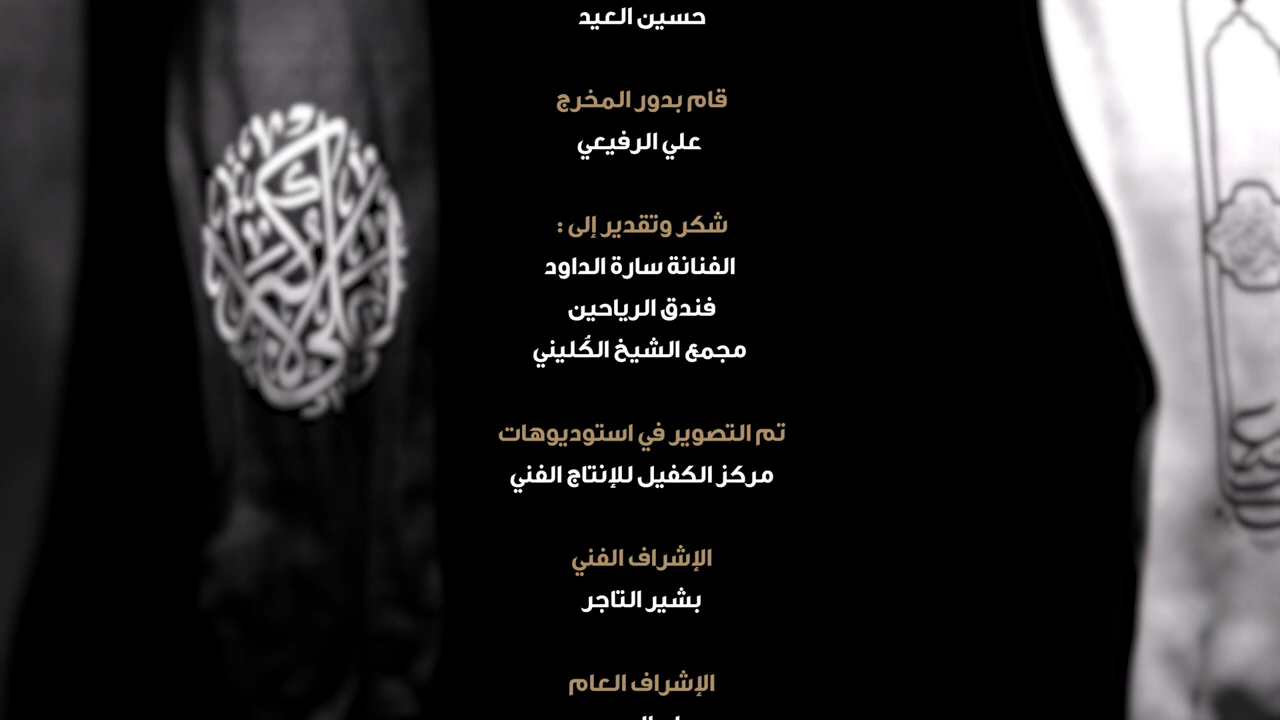 حسين العيد
قام بدور المخرج
علي الرفيعي
شكر وتقدير إلى :
الفنانة سارة الداود
فندق الرياحين
مجمع الشيخ الكُليني
تم التصوير في استوديوهات
مركز الكفيل للإنتاج الفني
الإشراف الفني
بشير التاجر
الإشراف العام